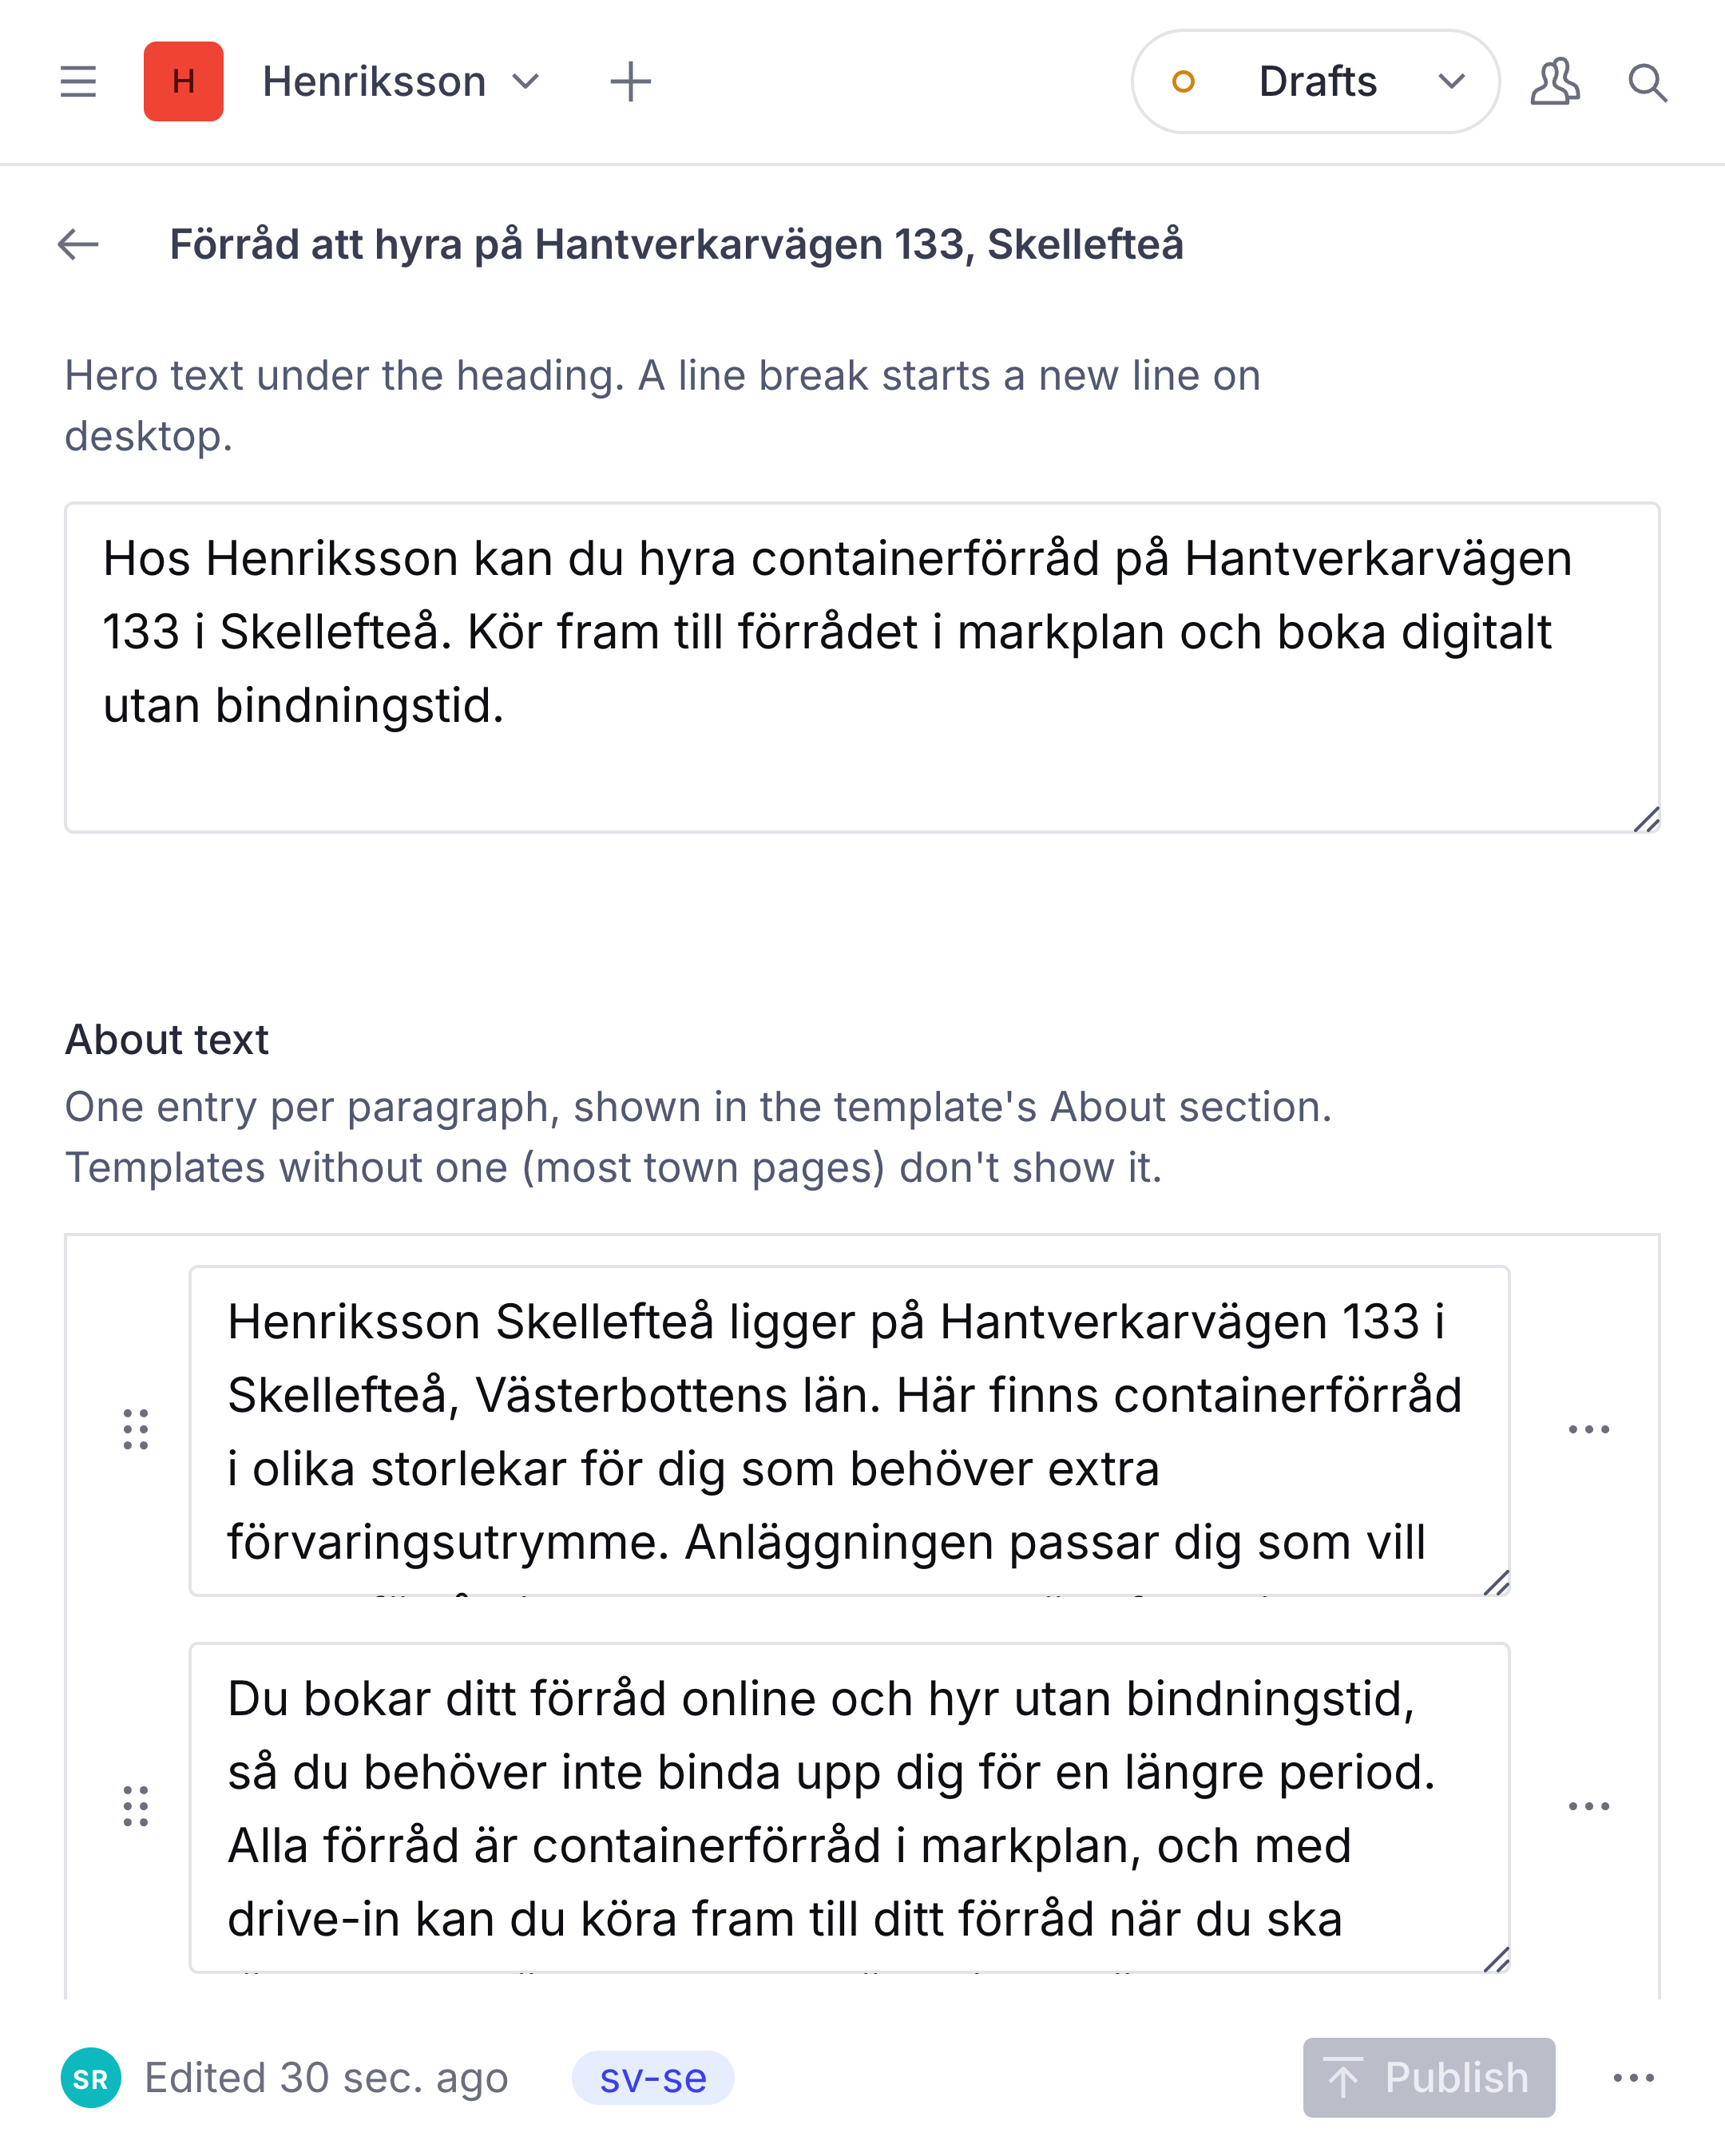 H Henriksson Drafts
Förråd att hyra på Hantverkarvägen 133, Skellefteå
Hero text under the heading. A line break starts a new line on
desktop.
Hos Henriksson kan du hyra containerförråd på Hantverkarvägen
133 i Skellefteå. Kör fram till förrådet i markplan och boka digitalt
utan bindningstid.
About text
One entry per paragraph, shown in the template's About section.
Templates without one (most town pages) don't show it.
Henriksson Skellefteå ligger på Hantverkarvägen 133 i
Skellefteå, Västerbottens län. Här finns containerförråd
i olika storlekar för dig som behöver extra
förvaringsutrymme. Anläggningen passar dig som vill
Du bokar ditt förråd online och hyr utan bindningstid,
så du behöver inte binda upp dig för en längre period.
Alla förråd är containerförråd i markplan, och med
drive-in kan du köra fram till ditt förråd när du ska
SR Edited 30 sec. ago sv-se Publish